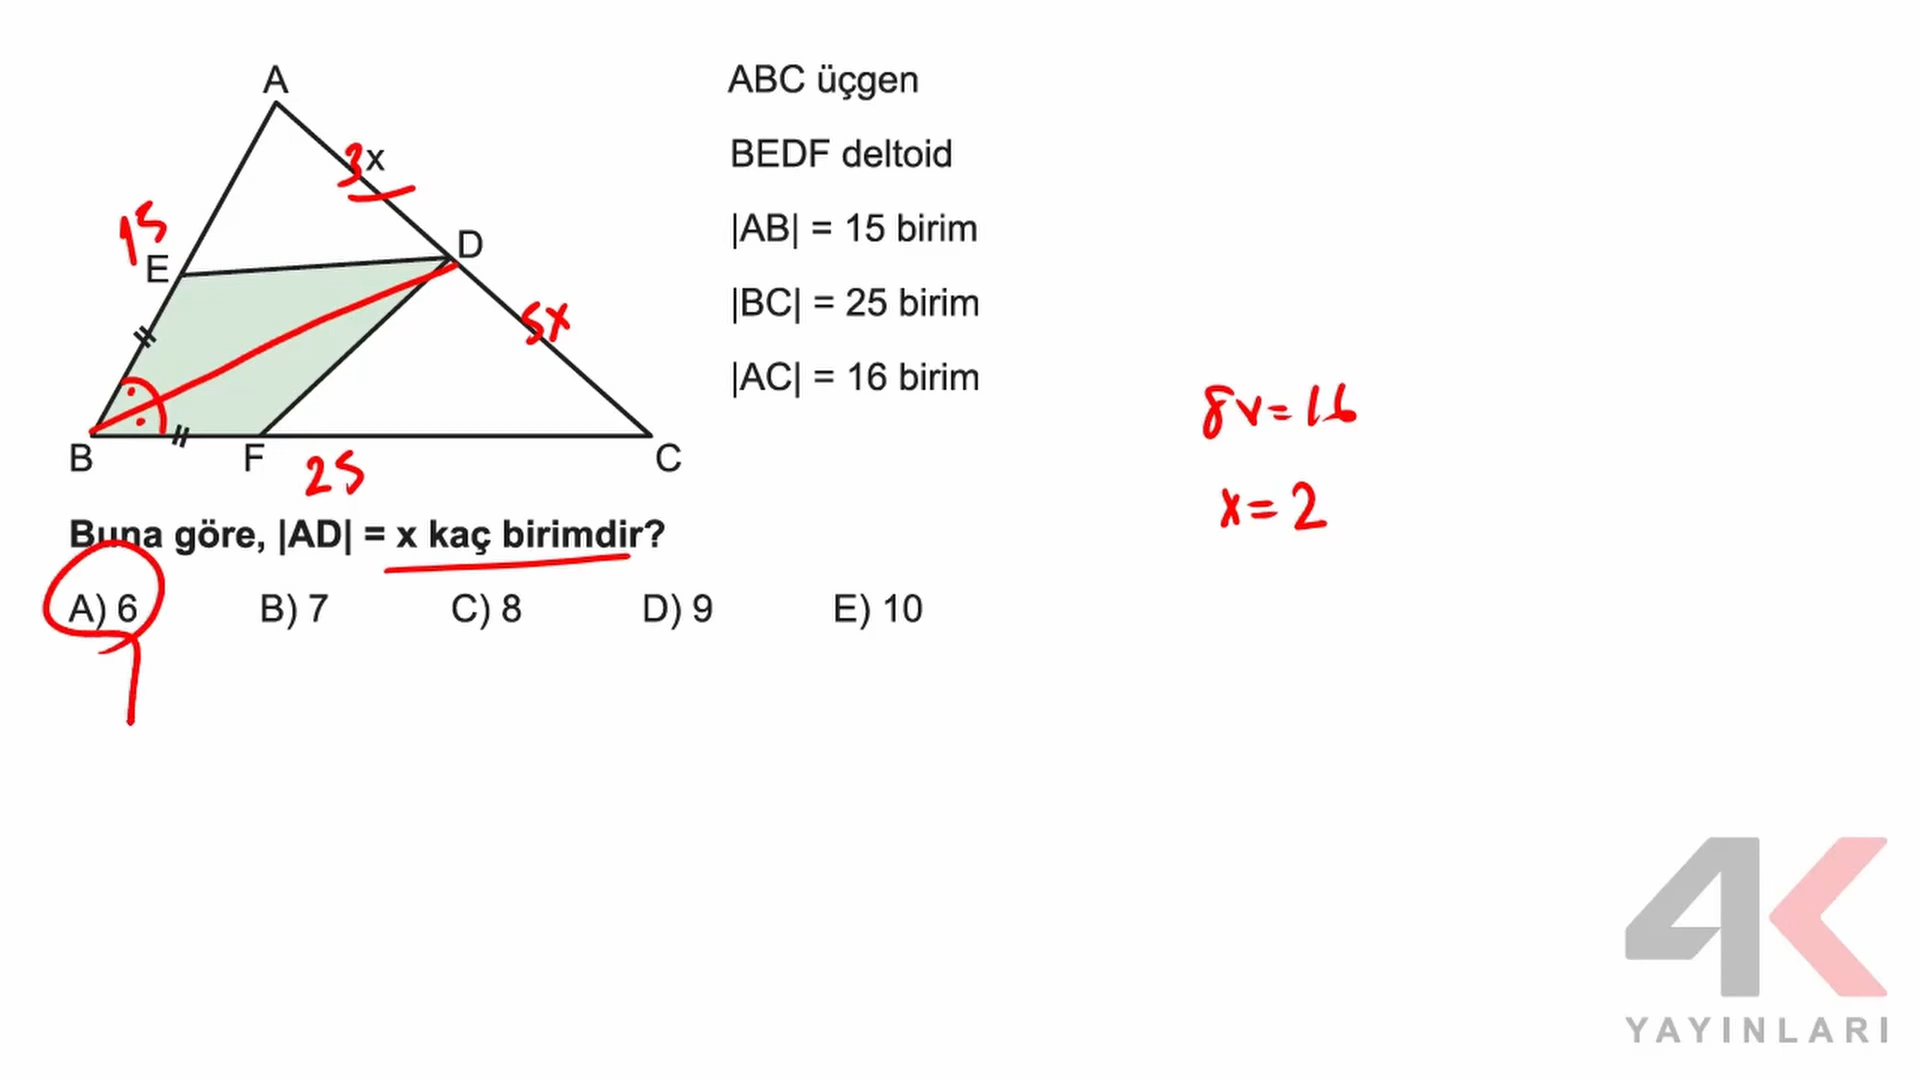 A
3x
15
D
E
5x
B
F
25
C
ABC üçgen
BEDF deltoid
|AB| = 15 birim
|BC| = 25 birim
|AC| = 16 birim
8x=16
x=2
Buna göre, |AD| = x kaç birimdir?
A) 6 B) 7 C) 8 D) 9 E) 10
4K
YAYINLARI